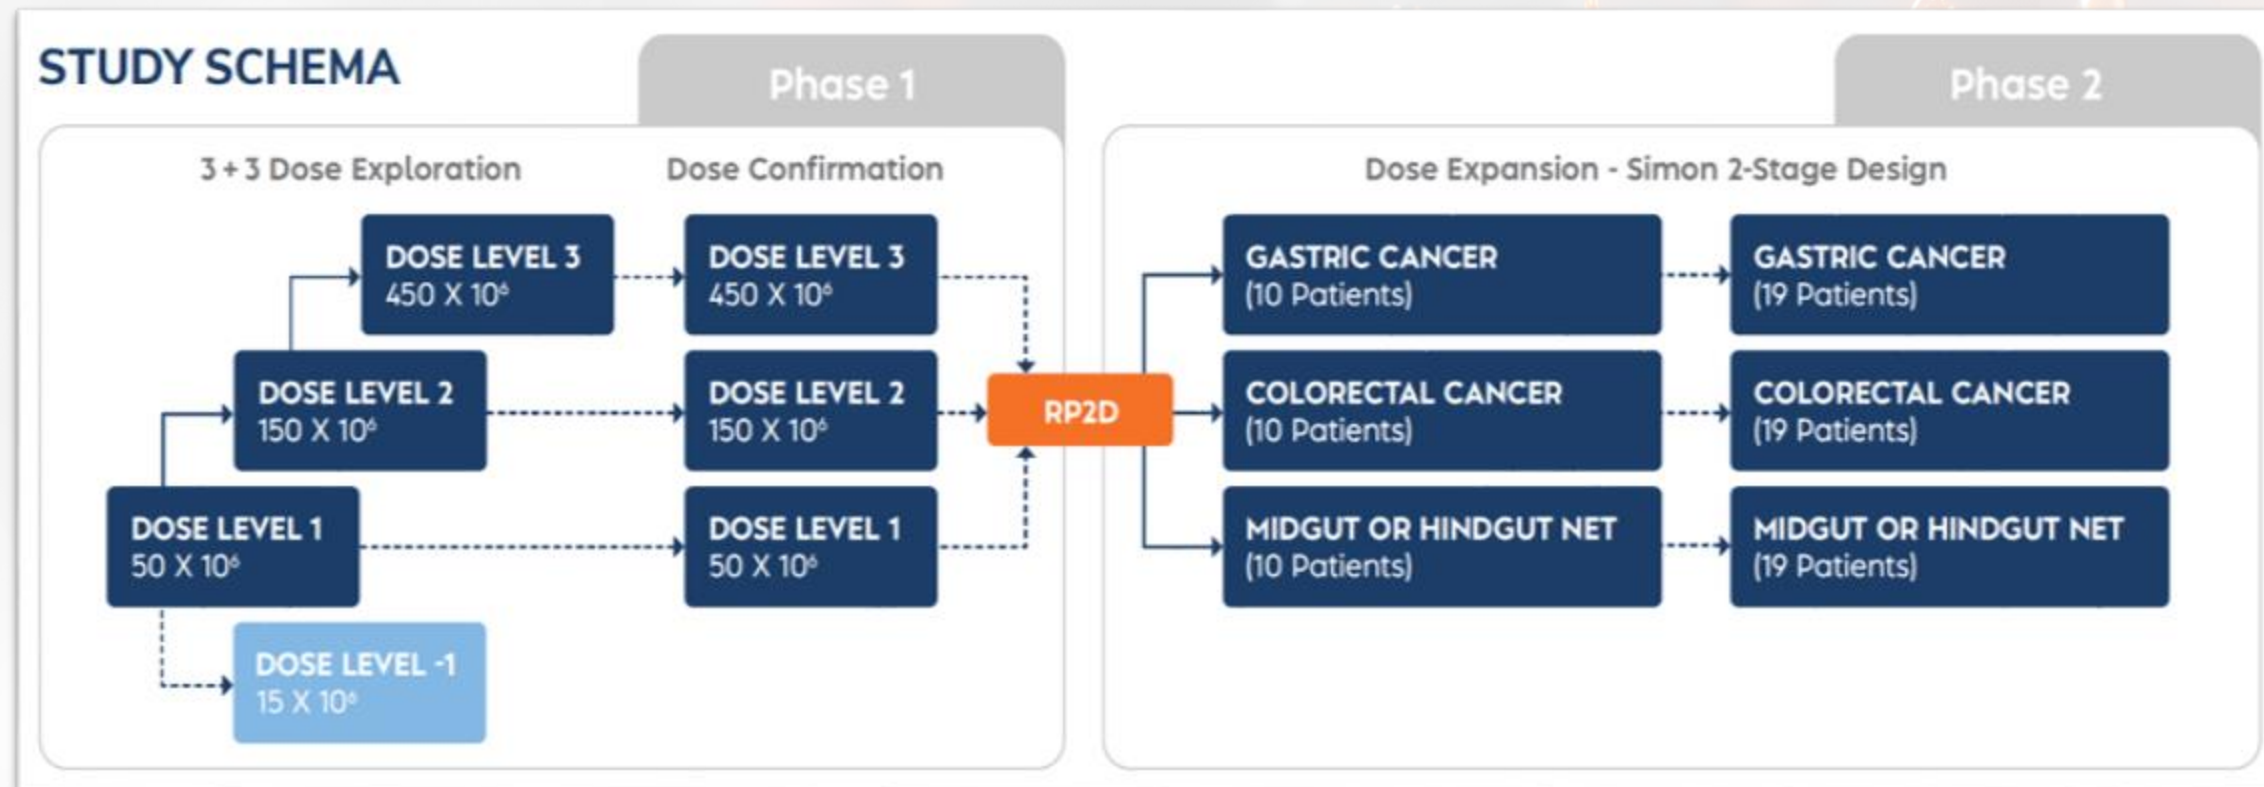 STUDY SCHEMA
Phase 1
Phase 2
3 + 3 Dose Exploration
Dose Confirmation
Dose Expansion - Simon 2-Stage Design
DOSE LEVEL 3
450 X 10⁶
DOSE LEVEL 3
450 X 10⁶
GASTRIC CANCER
(10 Patients)
GASTRIC CANCER
(19 Patients)
DOSE LEVEL 2
150 X 10⁶
DOSE LEVEL 2
150 X 10⁶
RP2D
COLORECTAL CANCER
(10 Patients)
COLORECTAL CANCER
(19 Patients)
DOSE LEVEL 1
50 X 10⁶
DOSE LEVEL 1
50 X 10⁶
MIDGUT OR HINDGUT NET
(10 Patients)
MIDGUT OR HINDGUT NET
(19 Patients)
DOSE LEVEL -1
15 X 10⁶